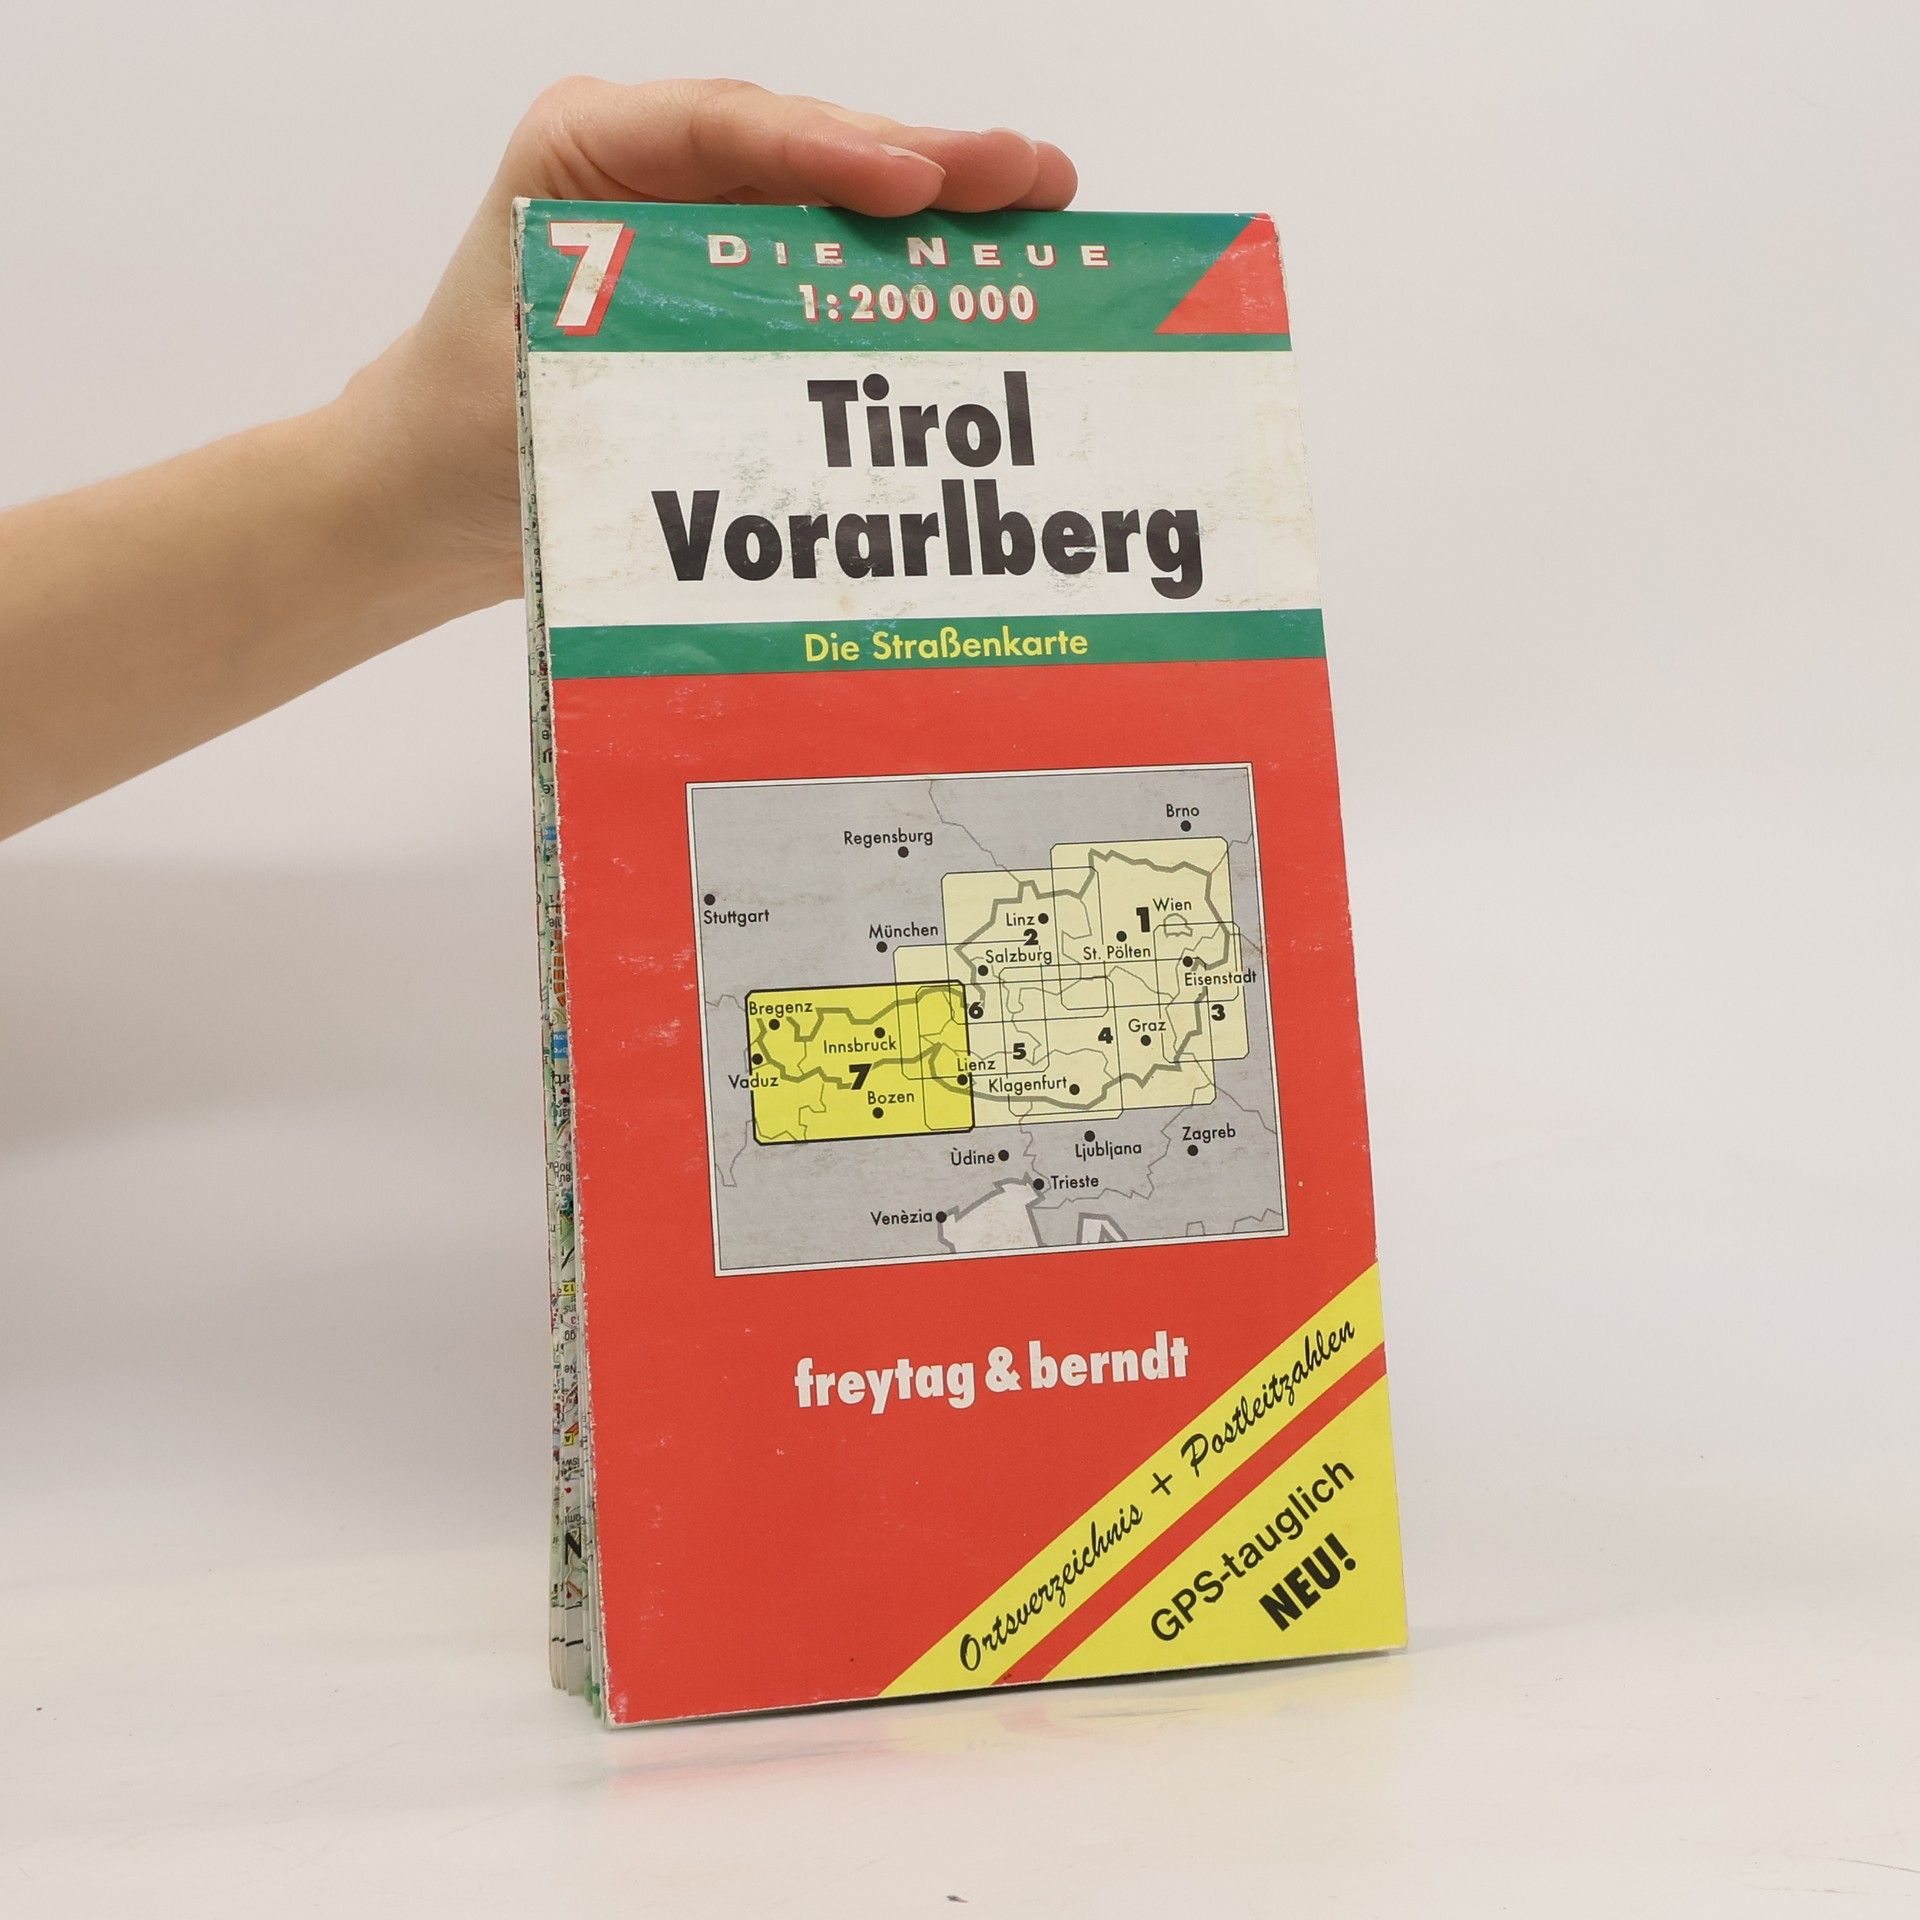 7
DIE NEUE
1:200 000
Tirol
Vorarlberg
Die Straßenkarte
Brno
Regensburg
Stuttgart
München
Linz
2
1
Wien
Salzburg
St. Pölten
Eisenstadt
Bregenz
6
3
Innsbruck
5
4
Graz
Vaduz
7
Lienz
Klagenfurt
Bozen
Ùdine
Ljubljana
Zagreb
Trieste
Venèzia
freytag & berndt
Ortsverzeichnis + Postleitzahlen
GPS-tauglich
NEU!